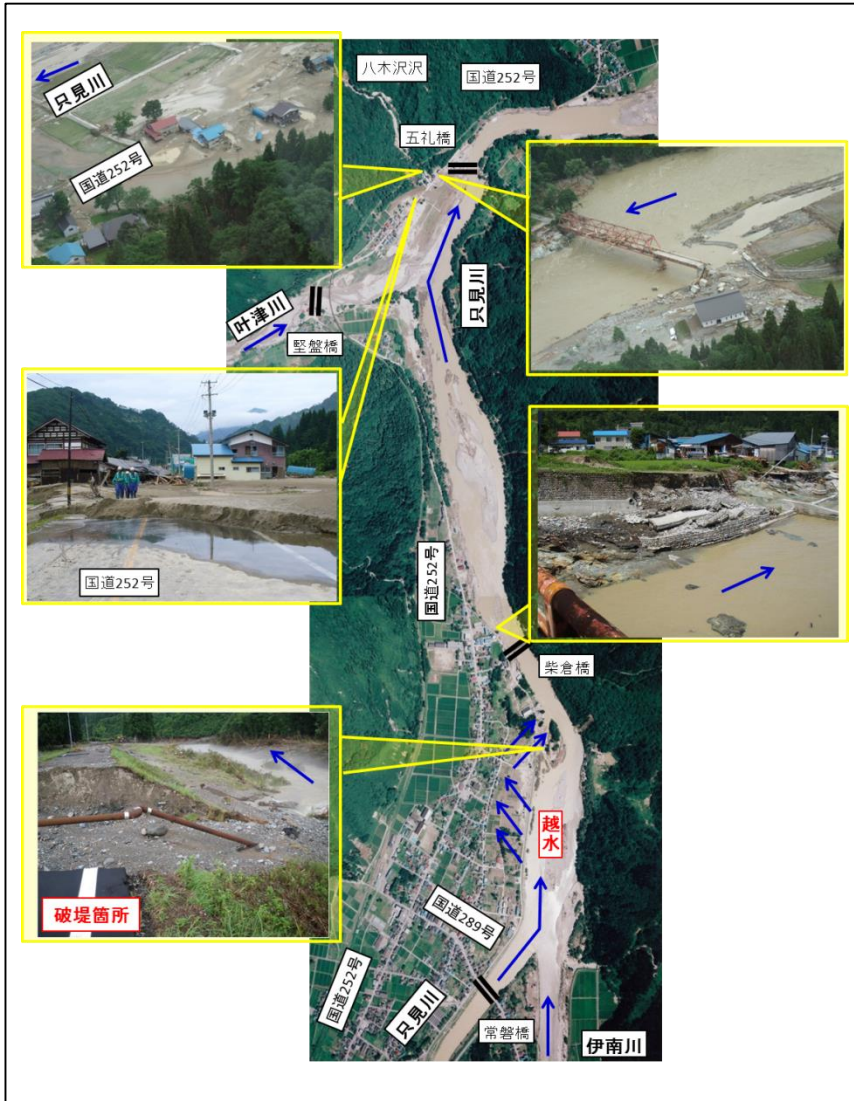 八木沢沢
国道252号
只見川
国道252号
五礼橋
只見川
叶津川
堅盤橋
国道252号
国道252号
柴倉橋
越水
破堤箇所
国道289号
国道252号
只見川
常磐橋
伊南川